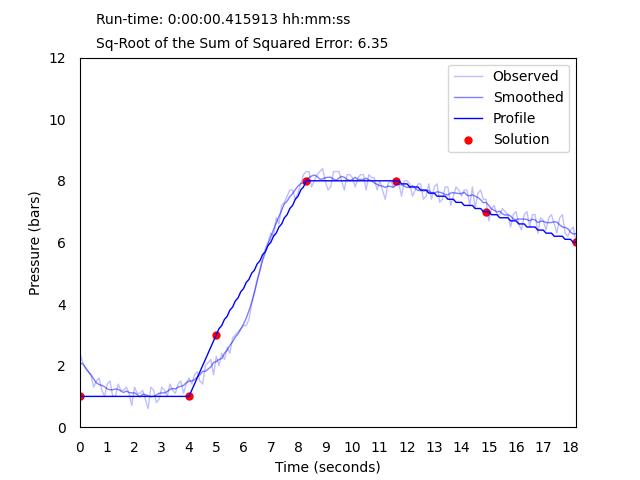 Run-time: 0:00:00.415913 hh:mm:ss
Sq-Root of the Sum of Squared Error: 6.35
Observed
Smoothed
Profile
Solution
Pressure (bars)
12
10
8
6
4
2
0
0 1 2 3 4 5 6 7 8 9 10 11 12 13 14 15 16 17 18
Time (seconds)